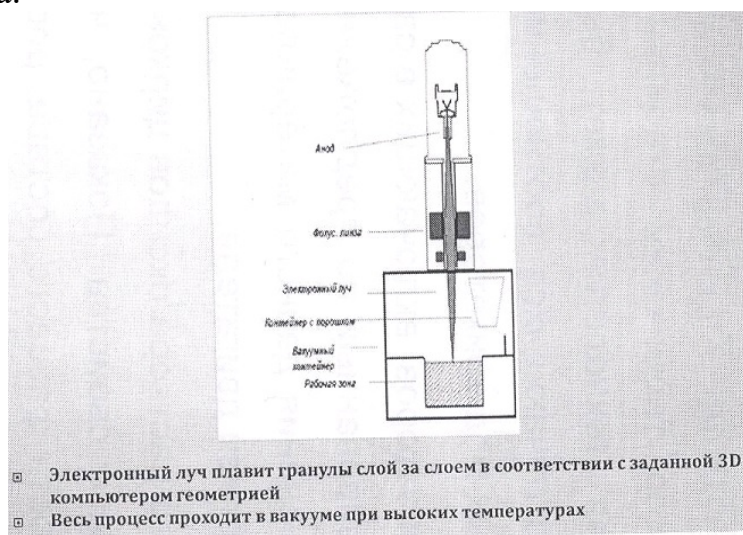 а.
Анод
Фокус. линза
Электронный луч
Контейнер с порошком
Вакуумный
контейнер
Рабочая зона
Электронный луч плавит гранулы слой за слоем в соответствии с заданной 3D
компьютером геометрией
Весь процесс проходит в вакууме при высоких температурах